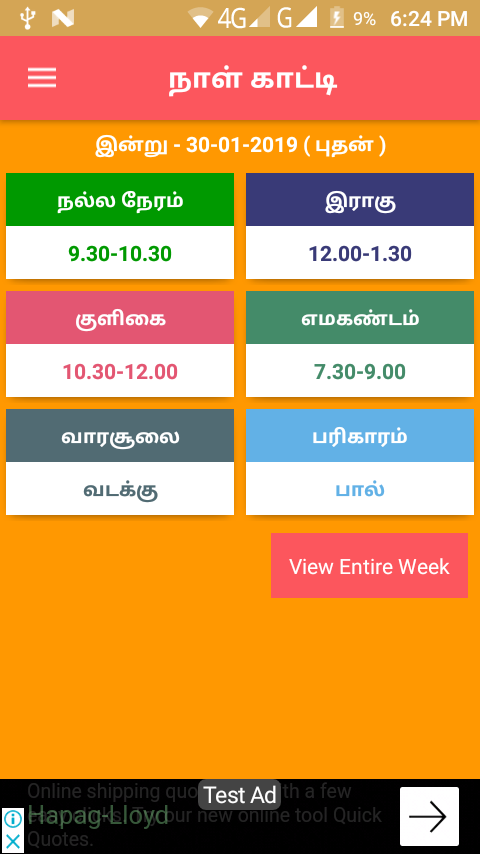 4G G 9% 6:24 PM
நாள் காட்டி
இன்று - 30-01-2019 ( புதன் )
நல்ல நேரம் இராகு
9.30-10.30 12.00-1.30
குளிகை எமகண்டம்
10.30-12.00 7.30-9.00
வாரசூலை பரிகாரம்
வடக்கு பால்
View Entire Week
Test Ad
Online shipping quo th a few
Hapag-Lloyd
clicks. Try our new online tool Quick
Quotes.